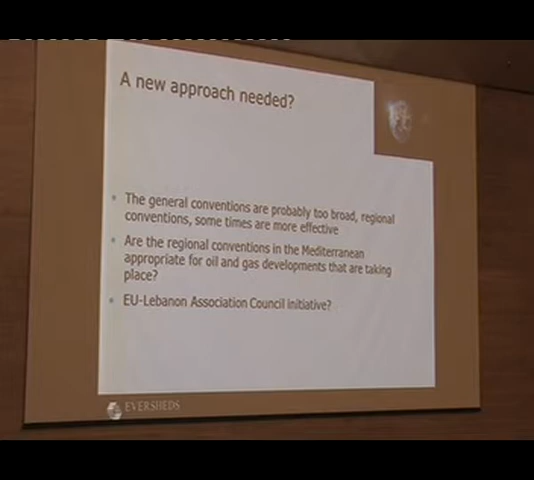 A new approach needed?
The general conventions are probably too broad, regional
conventions, some times are more effective
Are the regional conventions in the Mediterranean
appropriate for oil and gas developments that are taking
place?
EU-Lebanon Association Council initiative?
EVERSHEDS